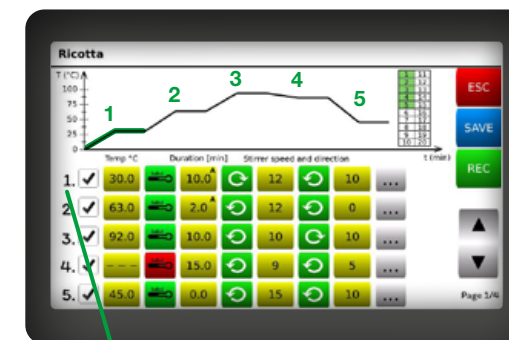 Ricotta
T (°C)
100
75
50
25
0
1 2 3 4 5
ESC
SAVE
REC
Temp °C Duration [min] Stirrer speed and direction t (min)
1. 30.0 10.0 12 10 ...
2. 63.0 2.0 12 0 ...
3. 92.0 10.0 10 10 ...
4. --- 15.0 9 5 ...
5. 45.0 0.0 15 10 ...
Page 1/4